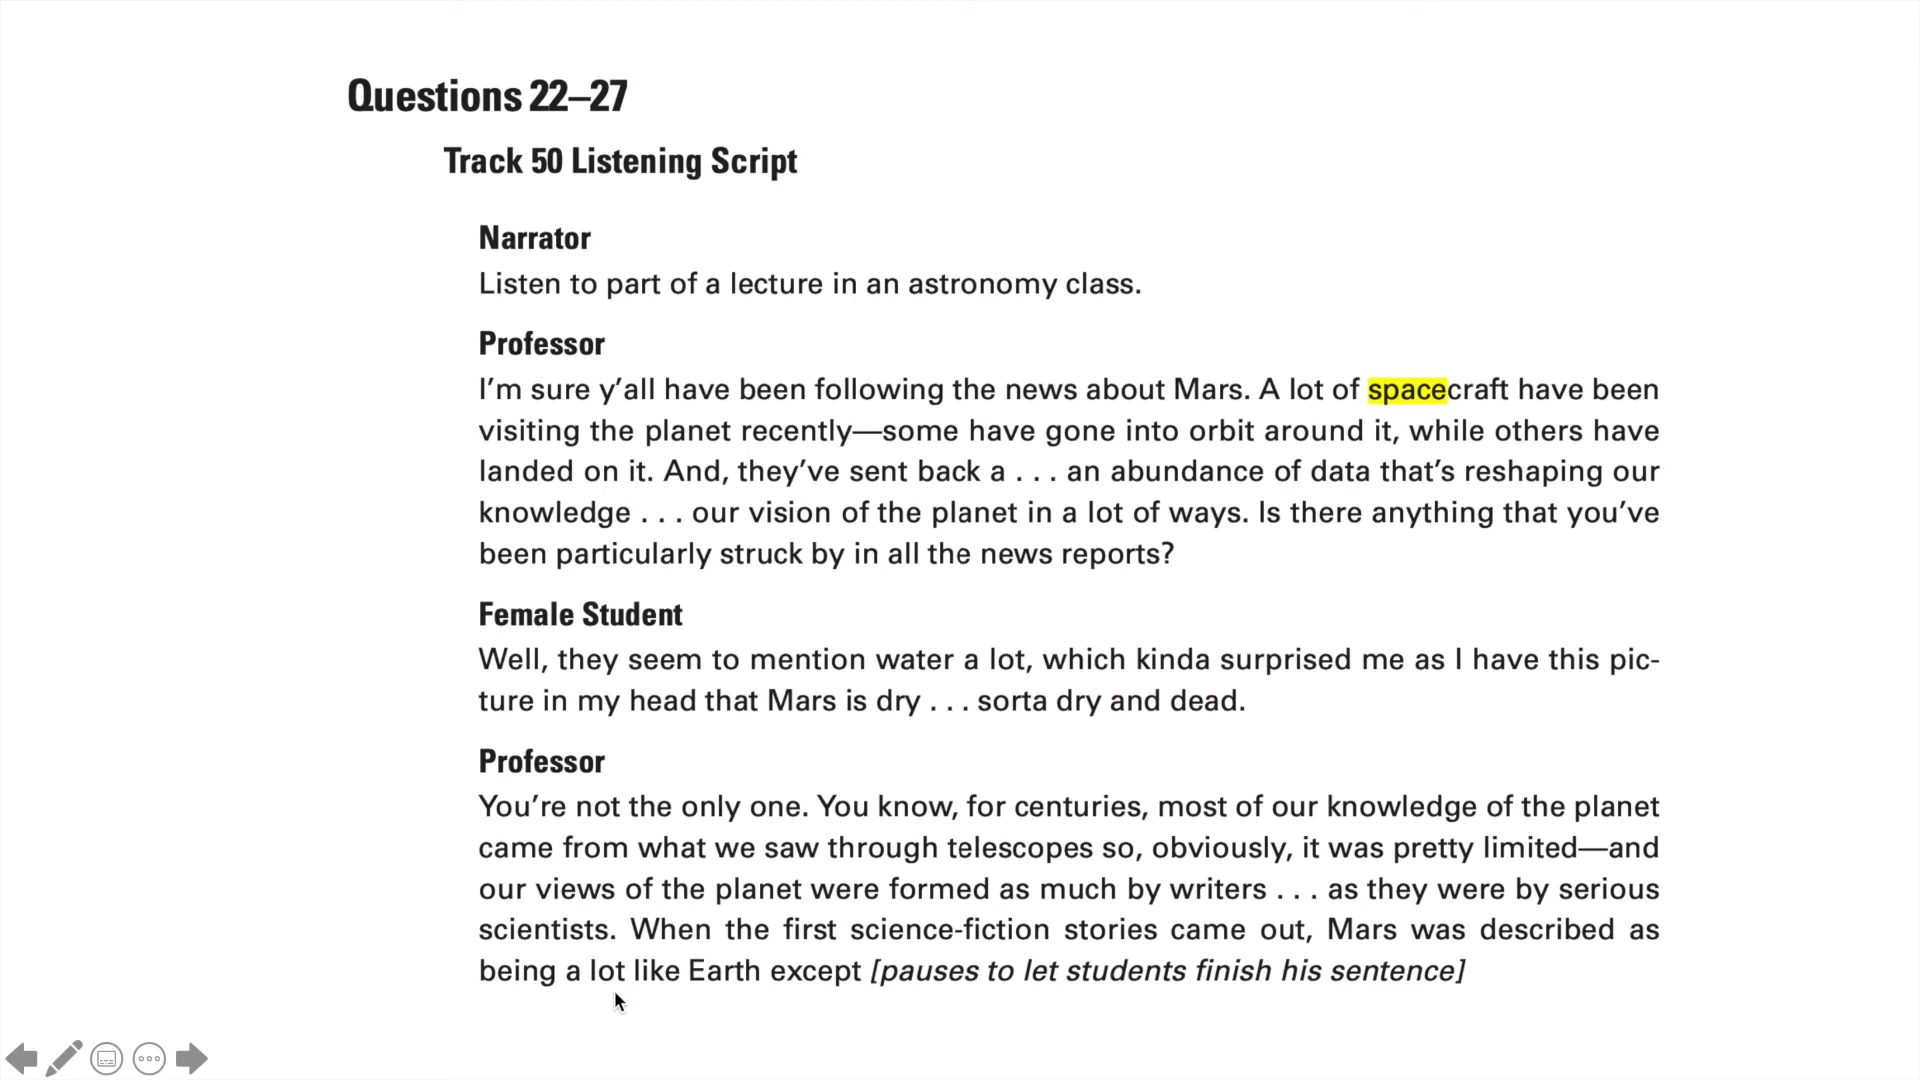 Questions 22–27
Track 50 Listening Script
Narrator
Listen to part of a lecture in an astronomy class.
Professor
I'm sure y'all have been following the news about Mars. A lot of spacecraft have been
visiting the planet recently—some have gone into orbit around it, while others have
landed on it. And, they've sent back a . . . an abundance of data that's reshaping our
knowledge . . . our vision of the planet in a lot of ways. Is there anything that you've
been particularly struck by in all the news reports?
Female Student
Well, they seem to mention water a lot, which kinda surprised me as I have this pic-
ture in my head that Mars is dry . . . sorta dry and dead.
Professor
You're not the only one. You know, for centuries, most of our knowledge of the planet
came from what we saw through telescopes so, obviously, it was pretty limited—and
our views of the planet were formed as much by writers . . . as they were by serious
scientists. When the first science-fiction stories came out, Mars was described as
being a lot like Earth except [pauses to let students finish his sentence]